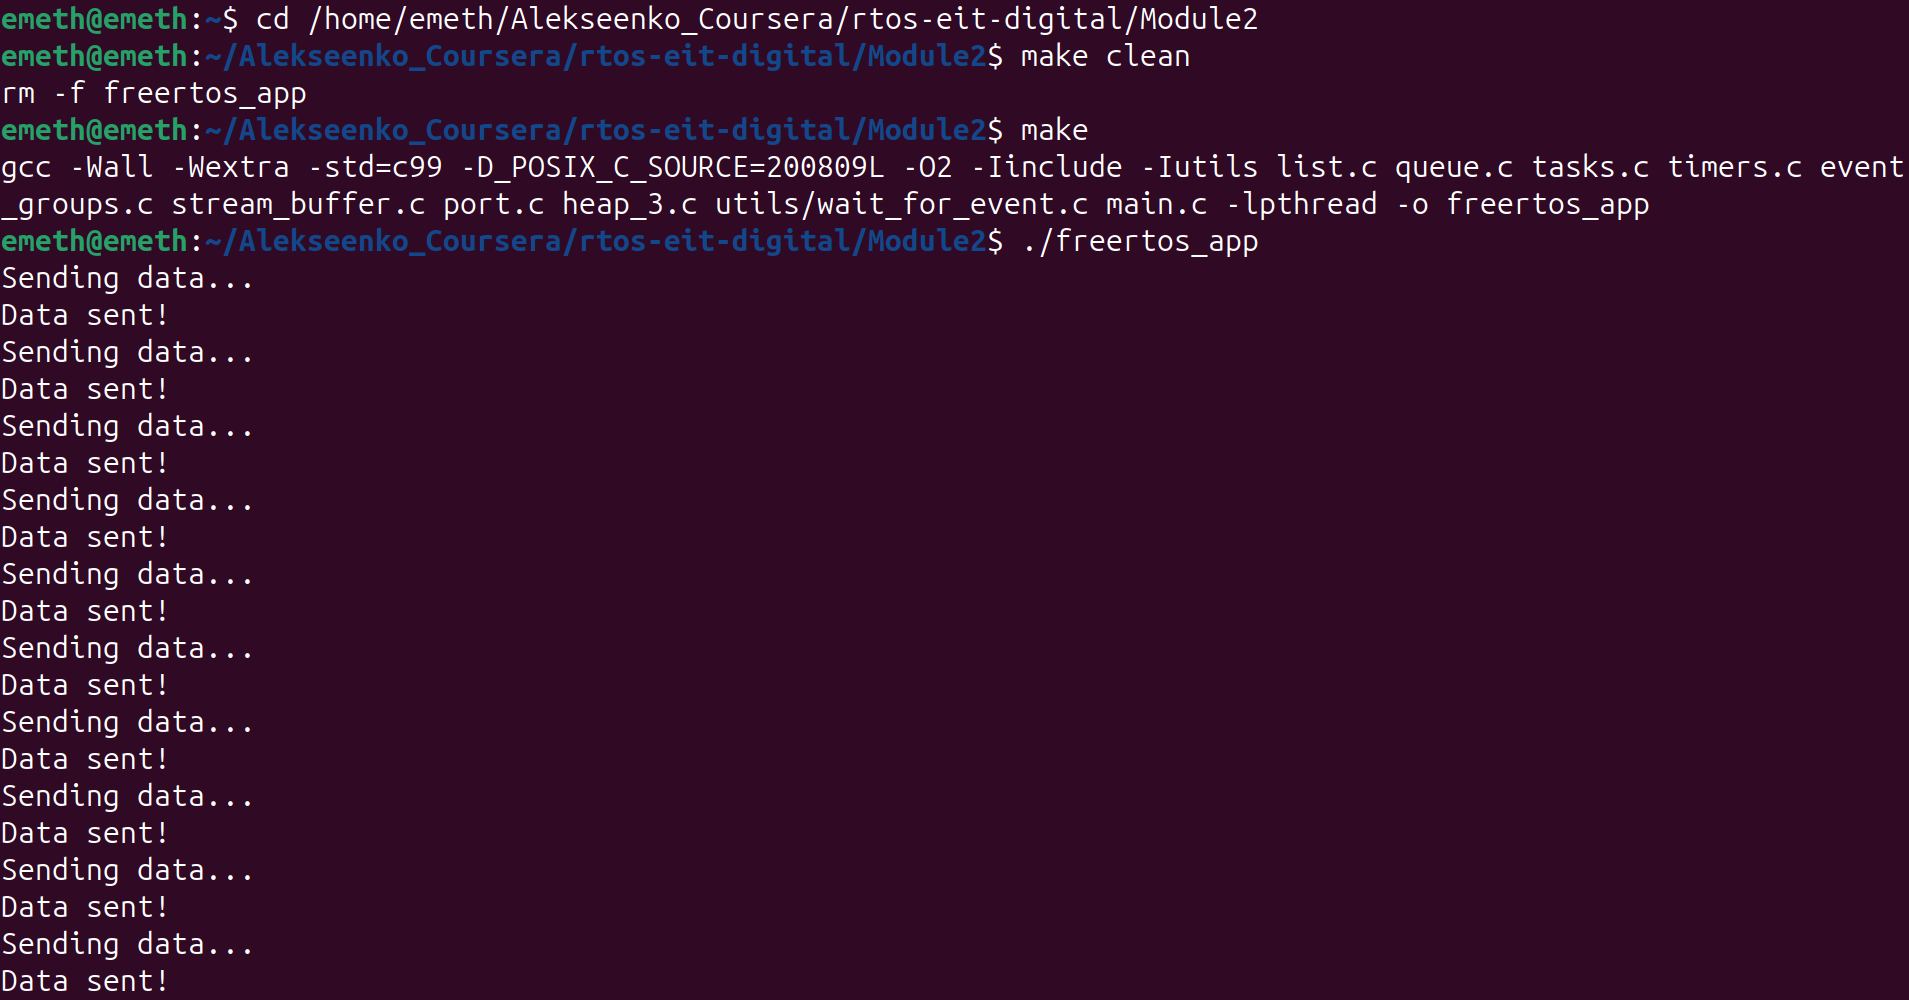 emeth@emeth:~$ cd /home/emeth/Alekseenko_Coursera/rtos-eit-digital/Module2
emeth@emeth:~/Alekseenko_Coursera/rtos-eit-digital/Module2$ make clean
rm -f freertos_app
emeth@emeth:~/Alekseenko_Coursera/rtos-eit-digital/Module2$ make
gcc -Wall -Wextra -std=c99 -D_POSIX_C_SOURCE=200809L -O2 -Iinclude -Iutils list.c queue.c tasks.c timers.c event
_groups.c stream_buffer.c port.c heap_3.c utils/wait_for_event.c main.c -lpthread -o freertos_app
emeth@emeth:~/Alekseenko_Coursera/rtos-eit-digital/Module2$ ./freertos_app
Sending data...
Data sent!
Sending data...
Data sent!
Sending data...
Data sent!
Sending data...
Data sent!
Sending data...
Data sent!
Sending data...
Data sent!
Sending data...
Data sent!
Sending data...
Data sent!
Sending data...
Data sent!
Sending data...
Data sent!